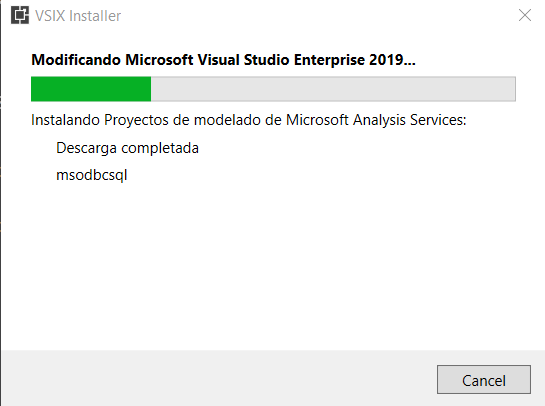 VSIX Installer
Modificando Microsoft Visual Studio Enterprise 2019...
Instalando Proyectos de modelado de Microsoft Analysis Services:
Descarga completada
msodbcsql
Cancel